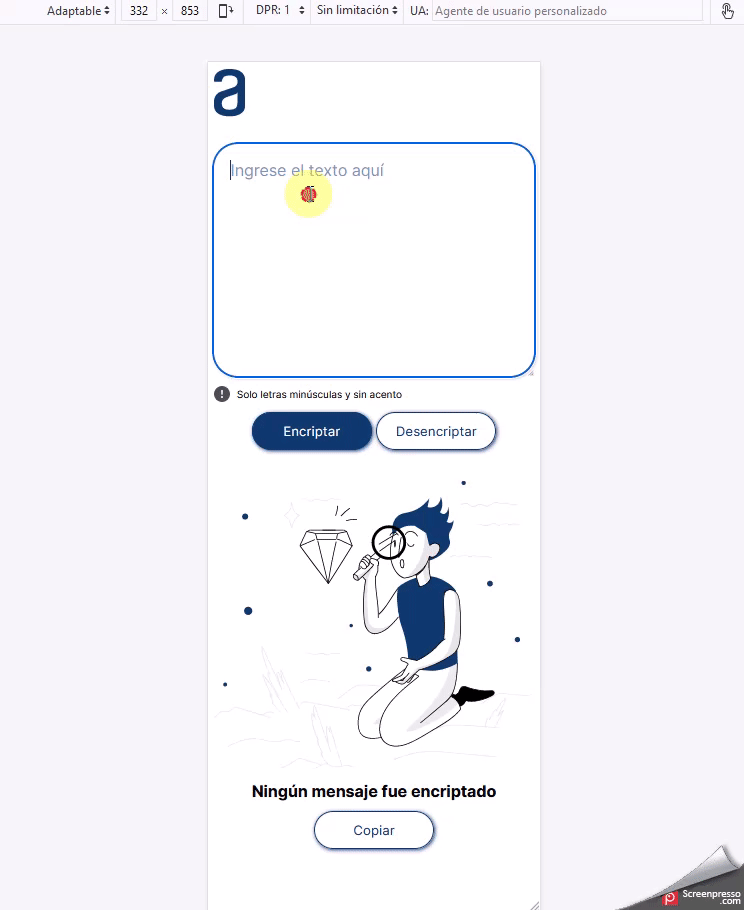 Adaptable 332 × 853 DPR: 1 Sin limitación UA: Agente de usuario personalizado
a
Ingrese el texto aquí
! Solo letras minúsculas y sin acento
Encriptar Desencriptar
Ningún mensaje fue encriptado
Copiar
Screenpresso
.com